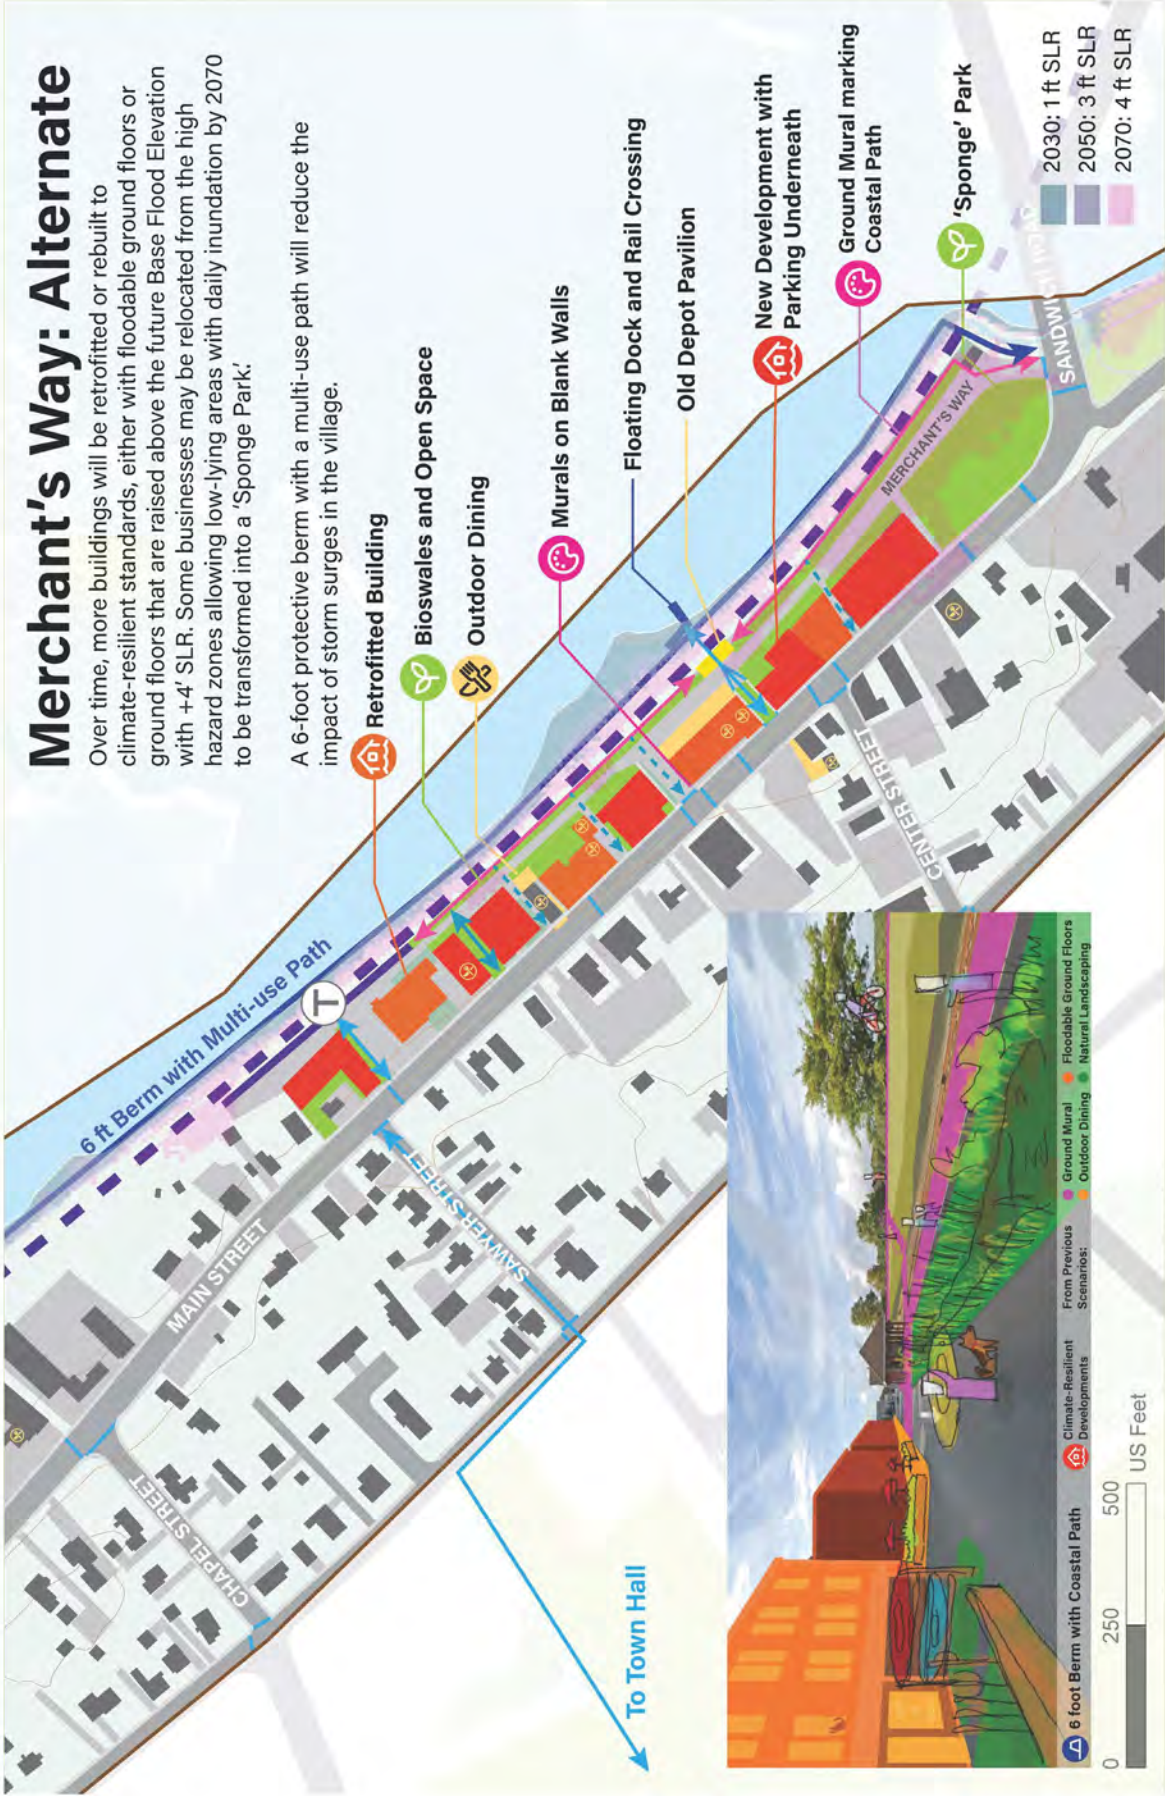 Merchant's Way: Alternate
Over time, more buildings will be retrofitted or rebuilt to
climate-resilient standards, either with floodable ground floors or
ground floors that are raised above the future Base Flood Elevation
with +4' SLR. Some businesses may be relocated from the high
hazard zones allowing low-lying areas with daily inundation by 2070
to be transformed into a 'Sponge Park.'
A 6-foot protective berm with a multi-use path will reduce the
impact of storm surges in the village.
Retrofitted Building
Bioswales and Open Space
Outdoor Dining
Murals on Blank Walls
Floating Dock and Rail Crossing
Old Depot Pavilion
New Development with
Parking Underneath
Ground Mural marking
Coastal Path
'Sponge' Park
6 ft Berm with Multi-use Path
T
MAIN STREET
CHAPEL STREET
SAWYER STREET
CENTER STREET
MERCHANT'S WAY
SANDWICH ROAD
To Town Hall
2030: 1 ft SLR
2050: 3 ft SLR
2070: 4 ft SLR
6 foot Berm with Coastal Path
Climate-Resilient
Developments
From Previous
Scenarios:
Ground Mural
Outdoor Dining
Floodable Ground Floors
Natural Landscaping
0 250 500
US Feet